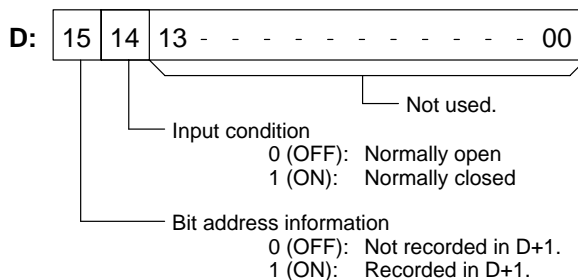 D: 15 14 13 - - - - - - - - - - - - 00
Not used.
Input condition
0 (OFF): Normally open
1 (ON): Normally closed
Bit address information
0 (OFF): Not recorded in D+1.
1 (ON): Recorded in D+1.